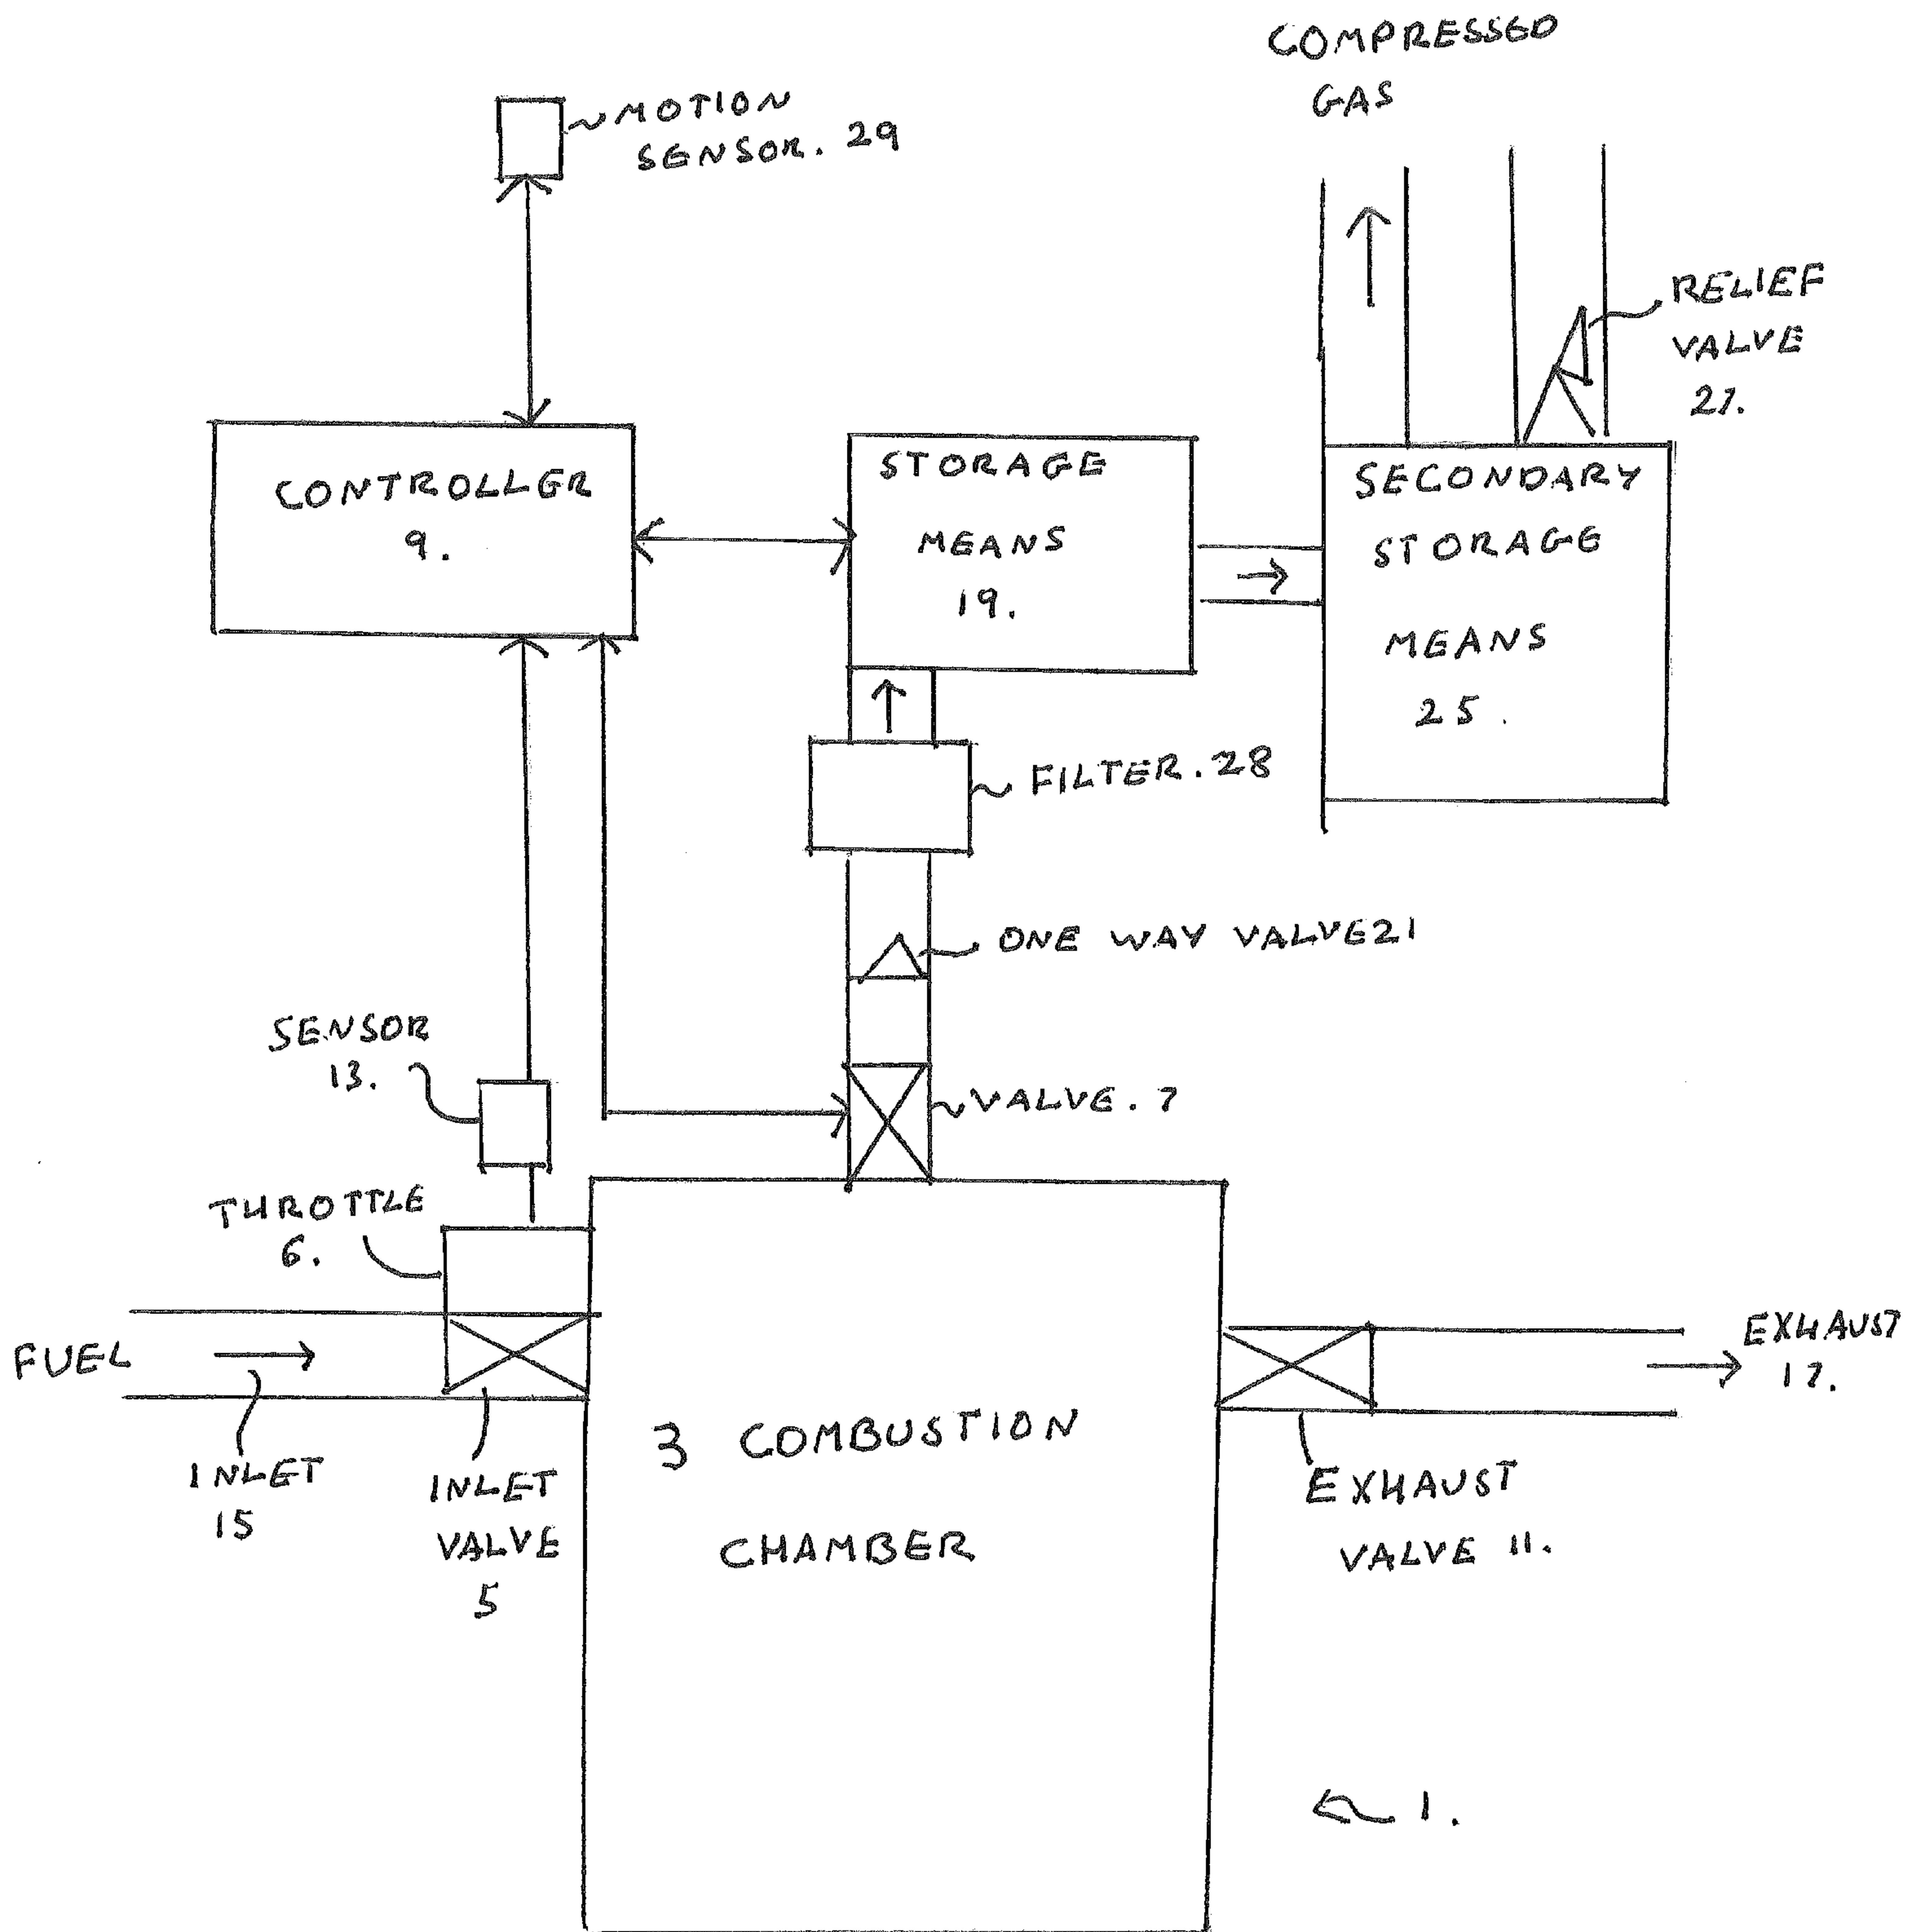 COMPRESSED
GAS
MOTION
SENSOR. 29
RELIEF
VALVE
27.
CONTROLLER
9.
STORAGE
MEANS
19.
SECONDARY
STORAGE
MEANS
25.
FILTER. 28
ONE WAY VALVE 21
SENSOR
13.
VALVE. 7
THROTTLE
6.
FUEL
EXHAUST
17.
INLET
15
INLET
VALVE
5
3 COMBUSTION
CHAMBER
EXHAUST
VALVE 11.
1.